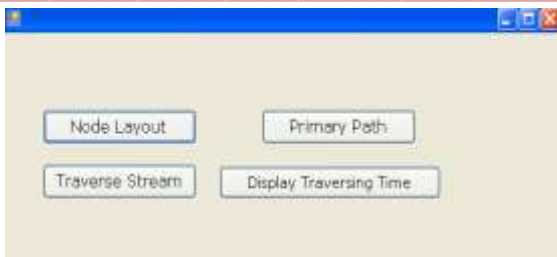 Node Layout
Primary Path
Traverse Stream
Display Traversing Time